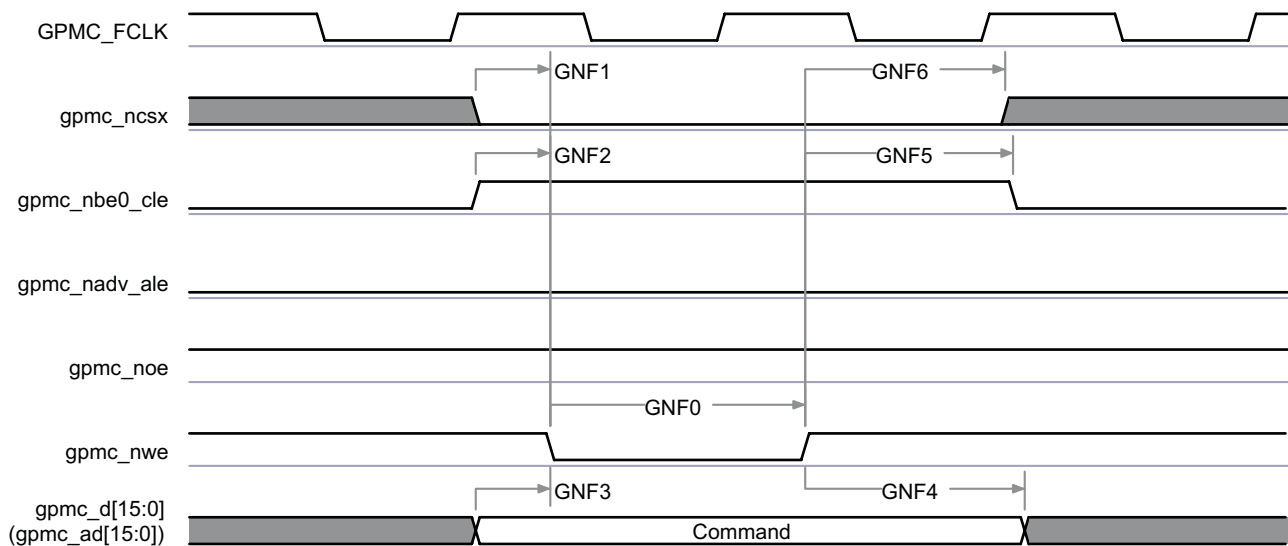 GPMC_FCLK
GNF1
GNF6
gpmc_ncsx
GNF2
GNF5
gpmc_nbe0_cle
gpmc_nadv_ale
gpmc_noe
GNF0
gpmc_nwe
GNF3
GNF4
gpmc_d[15:0]
(gpmc_ad[15:0])
Command